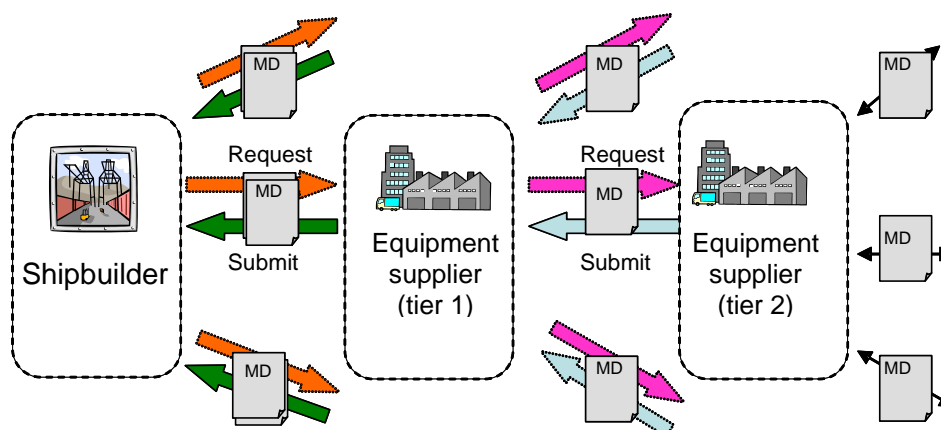 MD
MD
MD
Request
MD
Submit
Shipbuilder
Equipment
supplier
(tier 1)
Request
MD
Submit
Equipment
supplier
(tier 2)
MD
MD
MD
MD